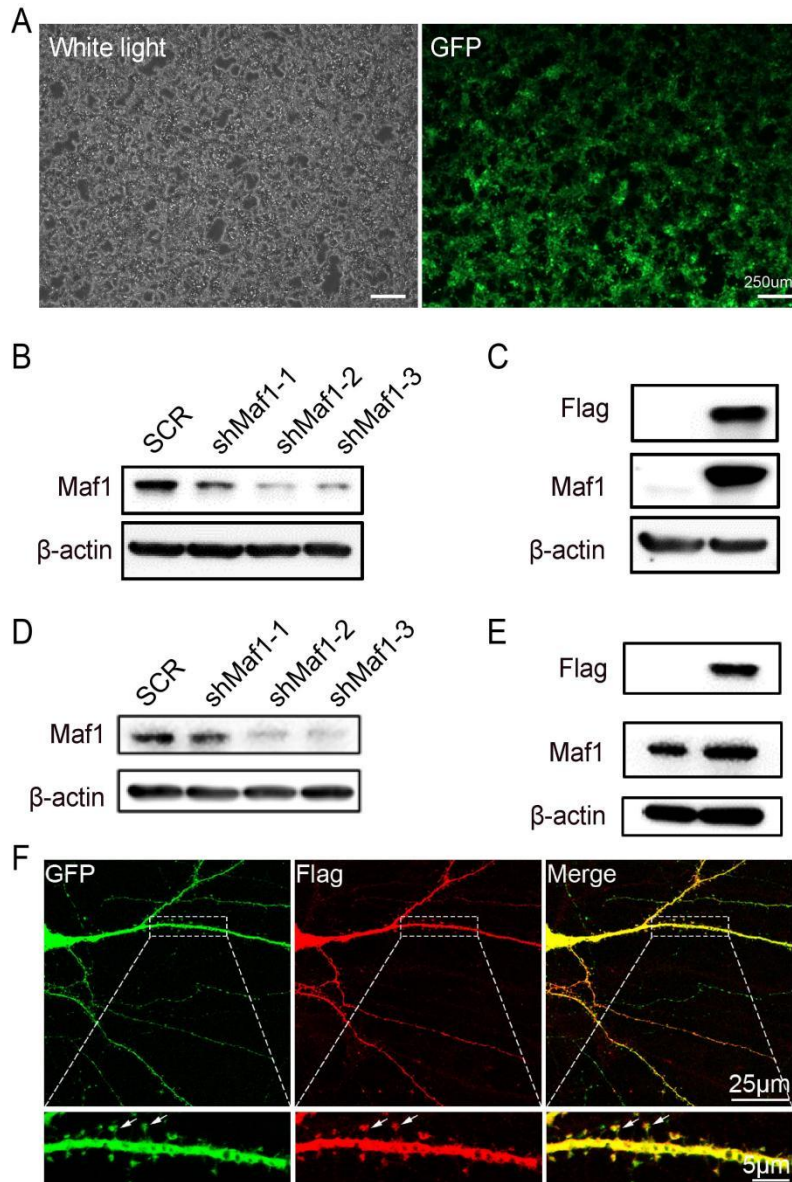 A
White light
GFP
250um
B
SCR
shMaf1-1
shMaf1-2
shMaf1-3
Maf1
β-actin
C
Flag
Maf1
β-actin
D
SCR
shMaf1-1
shMaf1-2
shMaf1-3
Maf1
β-actin
E
Flag
Maf1
β-actin
F
GFP
Flag
Merge
25μm
5μm